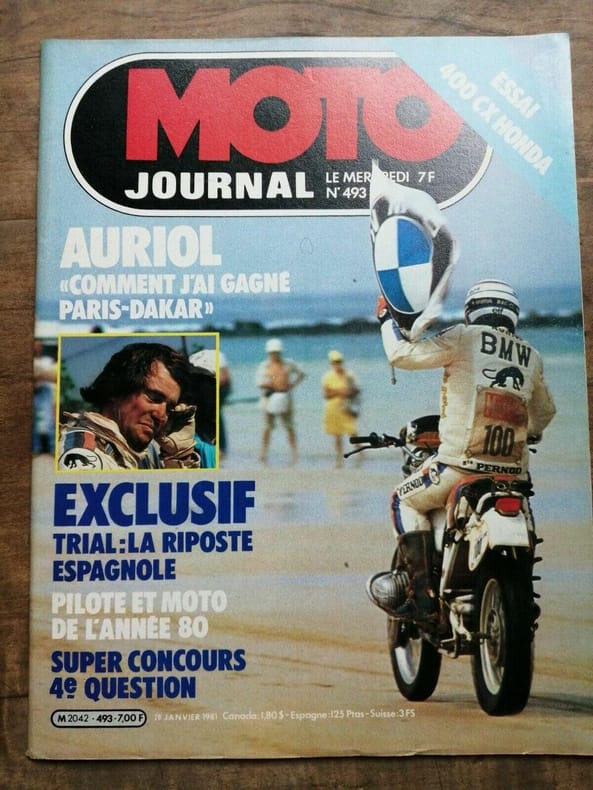 MOTO
JOURNAL
LE MERCREDI 7F
N° 493
ESSAI
400 CX HONDA
AURIOL
«COMMENT J'AI GAGNÉ
PARIS-DAKAR»
EXCLUSIF
TRIAL: LA RIPOSTE
ESPAGNOLE
PILOTE ET MOTO
DE L'ANNÉE 80
SUPER CONCOURS
4e QUESTION
M 2042 - 493 - 7,00 F
28 JANVIER 1981 Canada: 1,80 $ - Espagne: 125 Ptas - Suisse: 3 FS
BMW
100
PERNOD
PERNOD